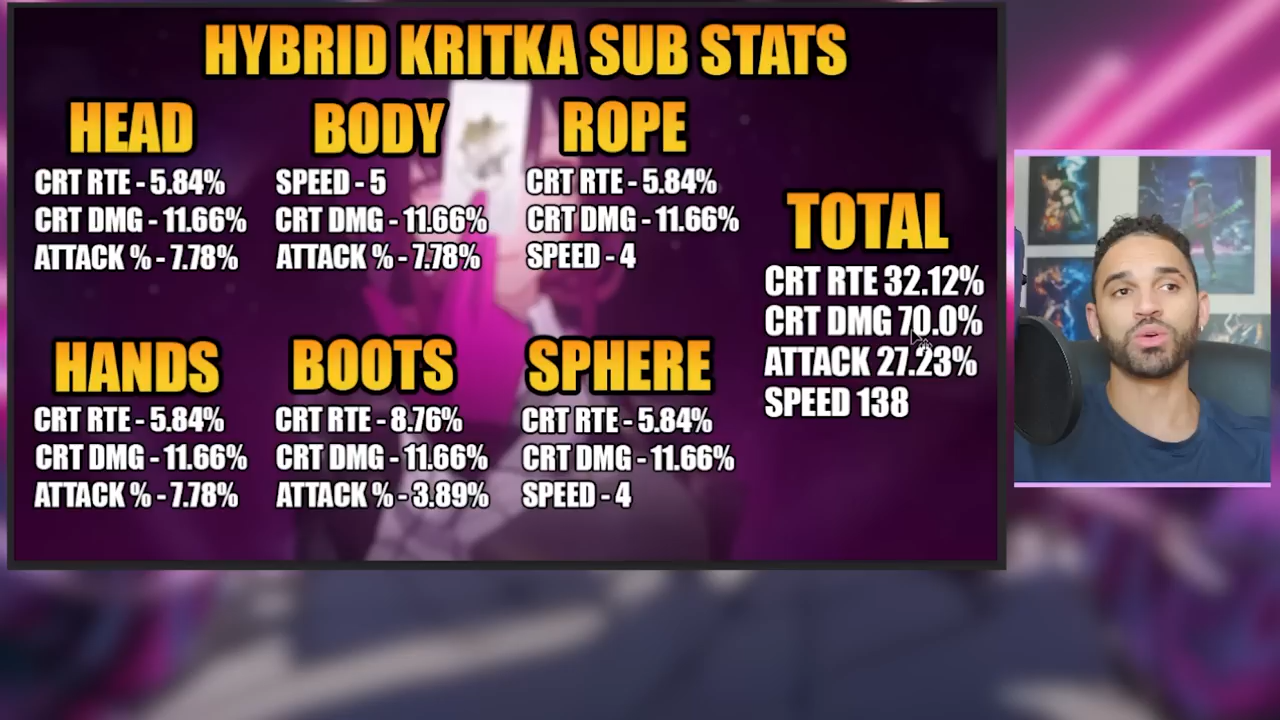 HYBRID KRITKA SUB STATS
HEAD
CRT RTE - 5.84%
CRT DMG - 11.66%
ATTACK % - 7.78%
BODY
SPEED - 5
CRT DMG - 11.66%
ATTACK % - 7.78%
ROPE
CRT RTE - 5.84%
CRT DMG - 11.66%
SPEED - 4
HANDS
CRT RTE - 5.84%
CRT DMG - 11.66%
ATTACK % - 7.78%
BOOTS
CRT RTE - 8.76%
CRT DMG - 11.66%
ATTACK % - 3.89%
SPHERE
CRT RTE - 5.84%
CRT DMG - 11.66%
SPEED - 4
TOTAL
CRT RTE 32.12%
CRT DMG 70.0%
ATTACK 27.23%
SPEED 138